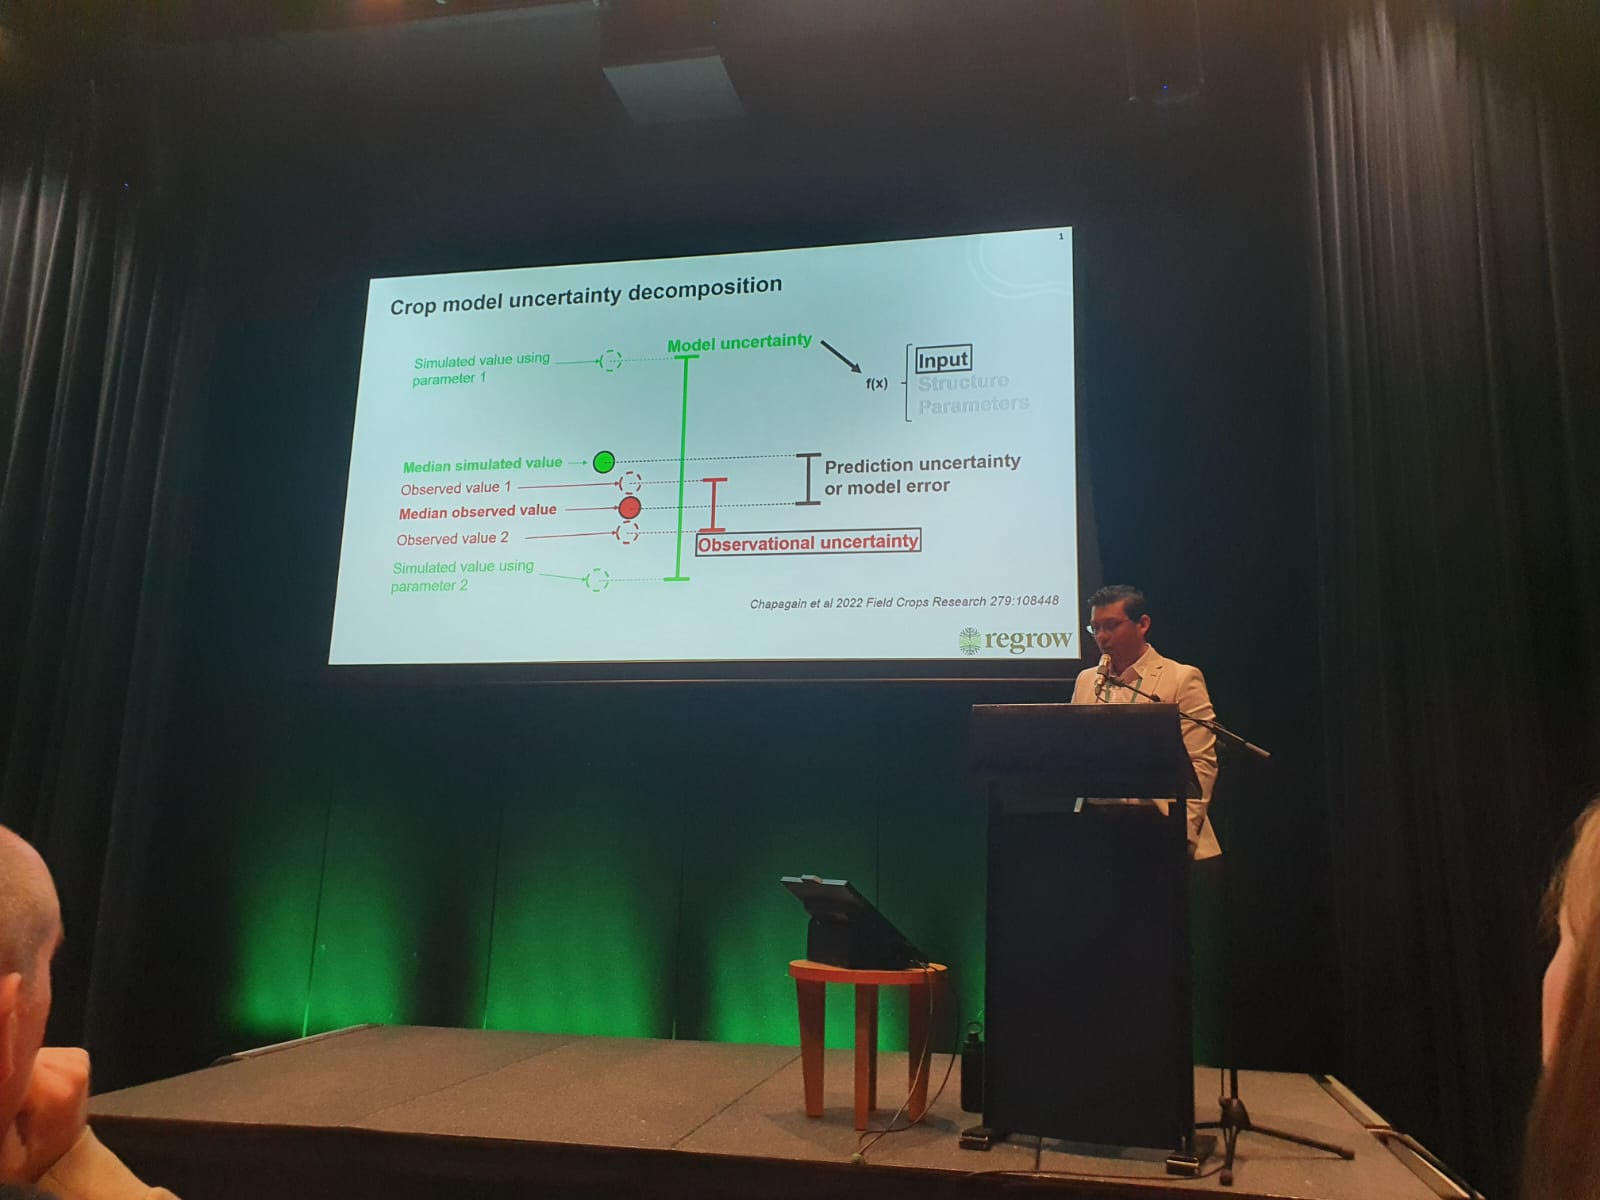 1
Crop model uncertainty decomposition
Simulated value using
parameter 1
Model uncertainty
f(x)
Input
Structure
Parameters
Median simulated value
Observed value 1
Median observed value
Observed value 2
Simulated value using
parameter 2
Prediction uncertainty
or model error
Observational uncertainty
Chapagain et al 2022 Field Crops Research 279:108448
regrow